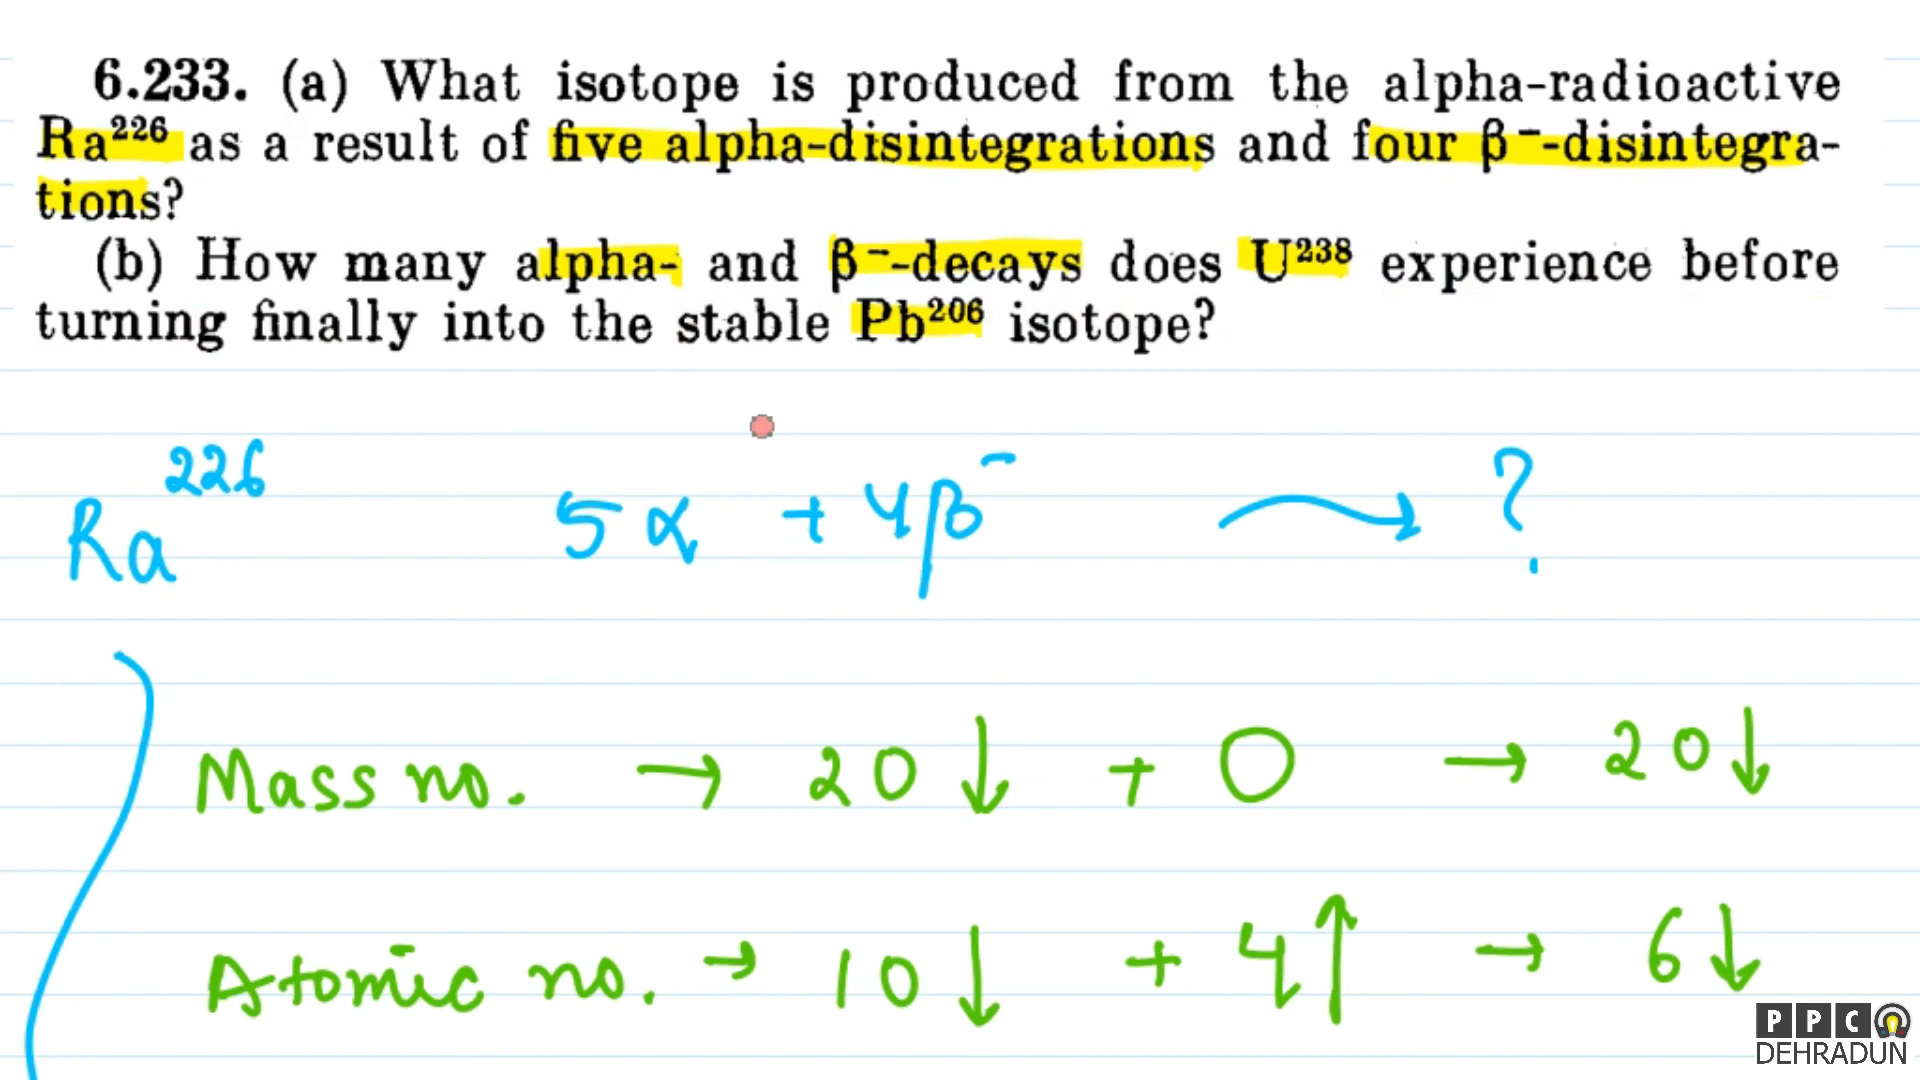 6.233. (a) What isotope is produced from the alpha-radioactive
Ra²²⁶ as a result of five alpha-disintegrations and four β⁻-disintegra-
tions?
(b) How many alpha- and β⁻-decays does U²³⁸ experience before
turning finally into the stable Pb²⁰⁶ isotope?
Ra²²⁶ 5α + 4β⁻ → ?
Mass no. → 20↓ + 0 → 20↓
Atomic no. → 10↓ + 4↑ → 6↓
PPC
DEHRADUN